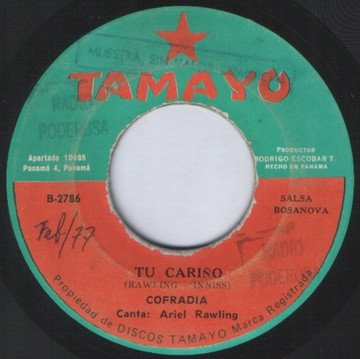 MUESTRA, SIN
TAMAYO
RADIO
PODEROSA
Apartado 10685
Panamá 4, Panamá
PRODUCTOR
RODRIGO ESCOBAR T.
HECHO EN PANAMA
B-2786
SALSA
BOSANOVA
Feb/77
RADIO
PODEROSA
TU CARIÑO
(RAWLING - INNISS)
COFRADIA
Canta: Ariel Rawling
Propiedad de DISCOS TAMAYO Marca Registrada